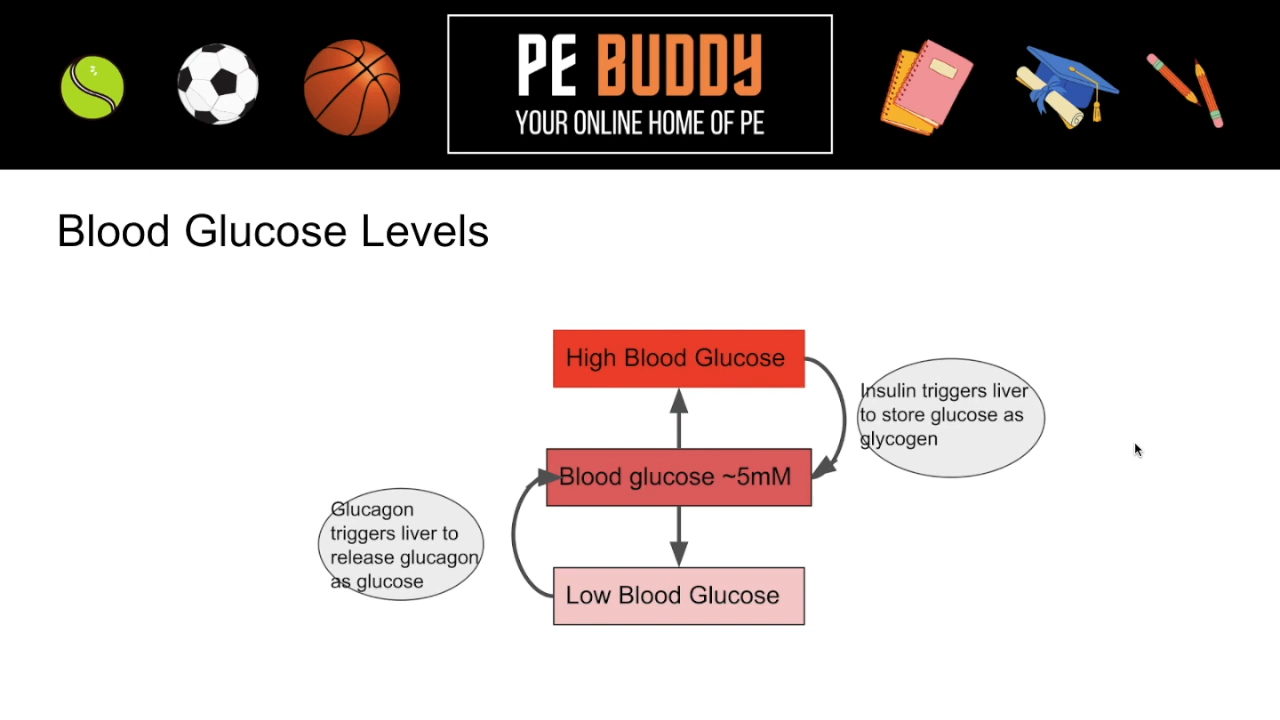 PE BUDDY
YOUR ONLINE HOME OF PE
Blood Glucose Levels
High Blood Glucose
Insulin triggers liver
to store glucose as
glycogen
Blood glucose ~5mM
Glucagon
triggers liver to
release glucagon
as glucose
Low Blood Glucose